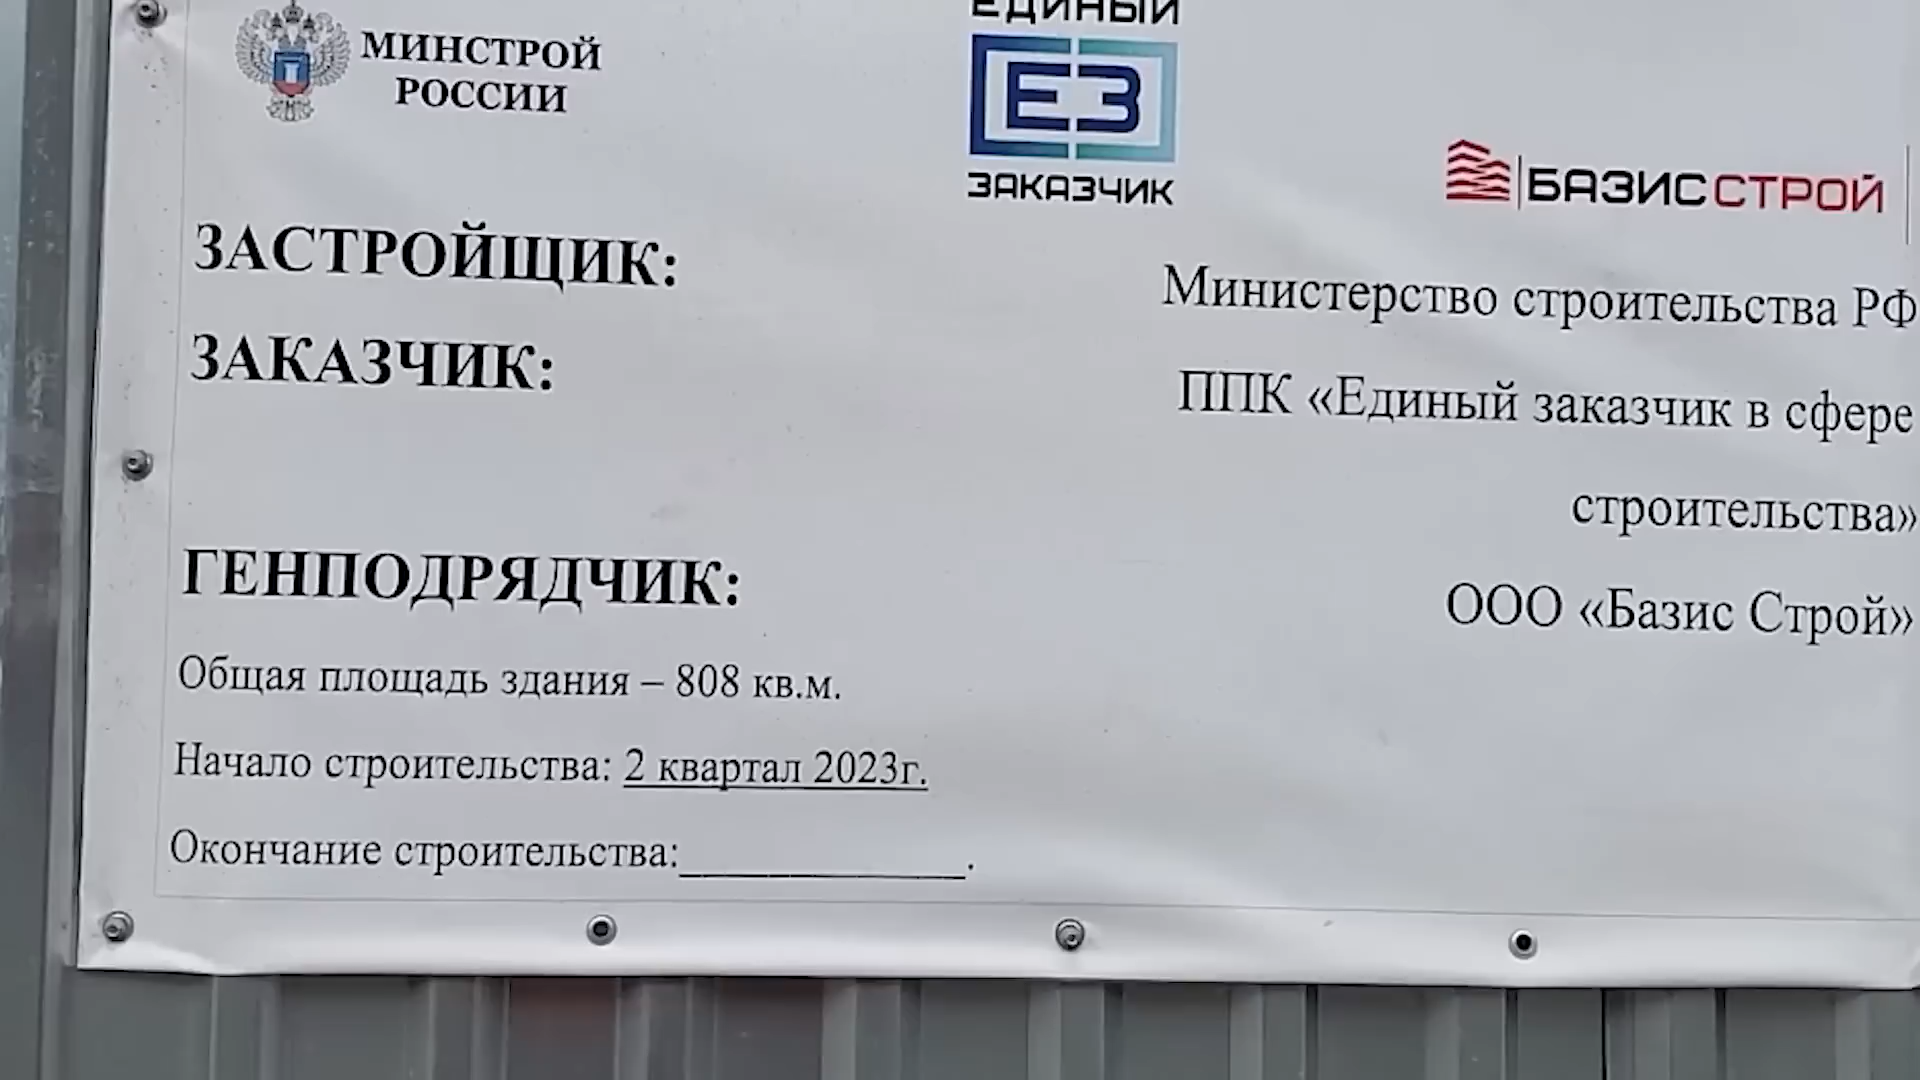 МИНСТРОЙ
РОССИИ
ЕДИНЫЙ
ЕЗ
ЗАКАЗЧИК
БАЗИССТРОЙ
ЗАСТРОЙЩИК: Министерство строительства РФ
ЗАКАЗЧИК: ППК «Единый заказчик в сфере
строительства»
ГЕНПОДРЯДЧИК: ООО «Базис Строй»
Общая площадь здания – 808 кв.м.
Начало строительства: 2 квартал 2023г.
Окончание строительства:____________.